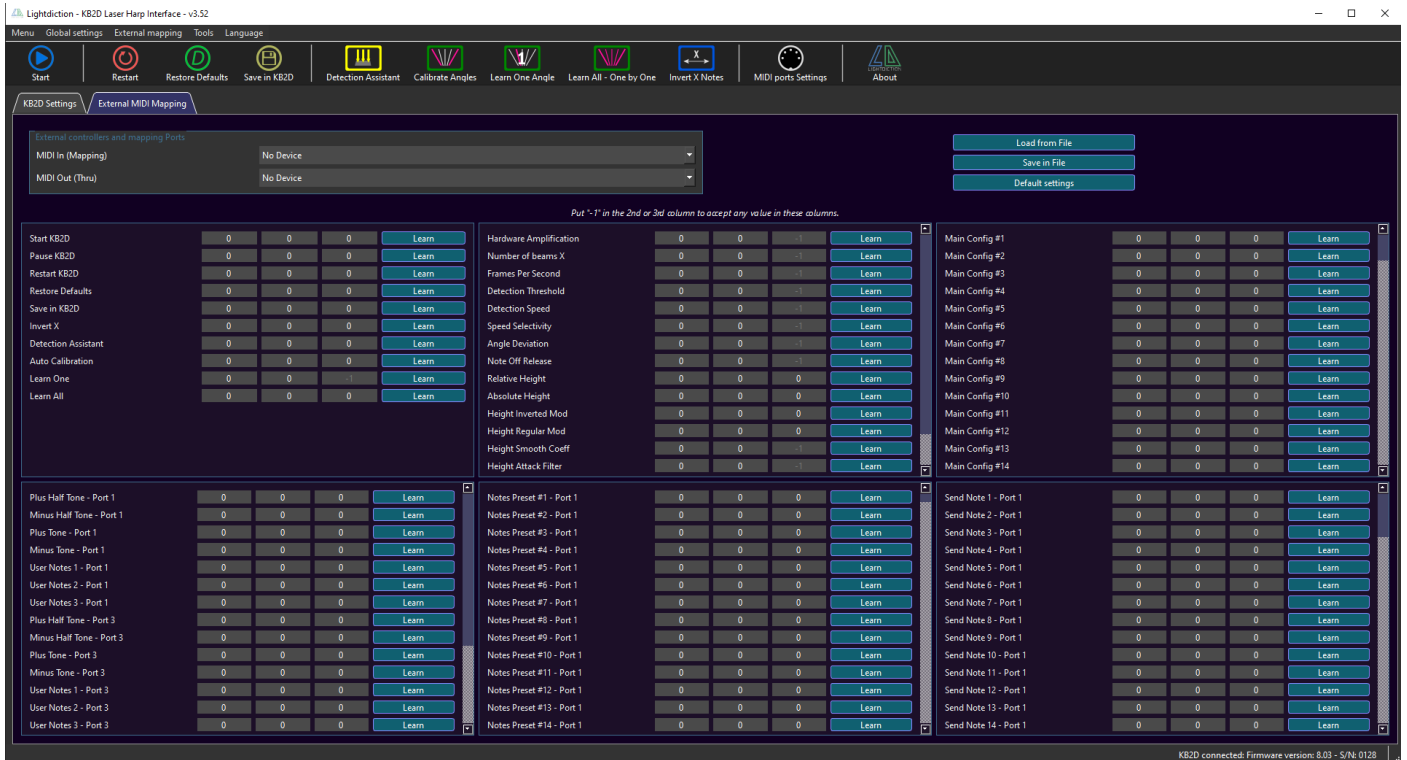 Lightdiction - KB2D Laser Harp Interface - v3.52
Menu Global settings External mapping Tools Language
Start Restart Restore Defaults Save in KB2D Detection Assistant Calibrate Angles Learn One Angle Learn All - One by One Invert X Notes MIDI ports Settings About
KB2D Settings External MIDI Mapping
External controllers and mapping Ports
MIDI In (Mapping) No Device
MIDI Out (Thru) No Device
Load from File
Save in File
Default settings
Put "-1" in the 2nd or 3rd column to accept any value in these columns.
Start KB2D 0 0 0 Learn
Pause KB2D 0 0 0 Learn
Restart KB2D 0 0 0 Learn
Restore Defaults 0 0 0 Learn
Save in KB2D 0 0 0 Learn
Invert X 0 0 0 Learn
Detection Assistant 0 0 0 Learn
Auto Calibration 0 0 0 Learn
Learn One 0 0 -1 Learn
Learn All 0 0 0 Learn
Hardware Amplification 0 0 -1 Learn
Number of beams X 0 0 -1 Learn
Frames Per Second 0 0 -1 Learn
Detection Threshold 0 0 -1 Learn
Detection Speed 0 0 -1 Learn
Speed Selectivity 0 0 -1 Learn
Angle Deviation 0 0 -1 Learn
Note Off Release 0 0 -1 Learn
Relative Height 0 0 0 Learn
Absolute Height 0 0 0 Learn
Height Inverted Mod 0 0 0 Learn
Height Regular Mod 0 0 0 Learn
Height Smooth Coeff 0 0 -1 Learn
Height Attack Filter 0 0 -1 Learn
Main Config #1 0 0 0 Learn
Main Config #2 0 0 0 Learn
Main Config #3 0 0 0 Learn
Main Config #4 0 0 0 Learn
Main Config #5 0 0 0 Learn
Main Config #6 0 0 0 Learn
Main Config #7 0 0 0 Learn
Main Config #8 0 0 0 Learn
Main Config #9 0 0 0 Learn
Main Config #10 0 0 0 Learn
Main Config #11 0 0 0 Learn
Main Config #12 0 0 0 Learn
Main Config #13 0 0 0 Learn
Main Config #14 0 0 0 Learn
Plus Half Tone - Port 1 0 0 0 Learn
Minus Half Tone - Port 1 0 0 0 Learn
Plus Tone - Port 1 0 0 0 Learn
Minus Tone - Port 1 0 0 0 Learn
User Notes 1 - Port 1 0 0 0 Learn
User Notes 2 - Port 1 0 0 0 Learn
User Notes 3 - Port 1 0 0 0 Learn
Plus Half Tone - Port 3 0 0 0 Learn
Minus Half Tone - Port 3 0 0 0 Learn
Plus Tone - Port 3 0 0 0 Learn
Minus Tone - Port 3 0 0 0 Learn
User Notes 1 - Port 3 0 0 0 Learn
User Notes 2 - Port 3 0 0 0 Learn
User Notes 3 - Port 3 0 0 0 Learn
Notes Preset #1 - Port 1 0 0 0 Learn
Notes Preset #2 - Port 1 0 0 0 Learn
Notes Preset #3 - Port 1 0 0 0 Learn
Notes Preset #4 - Port 1 0 0 0 Learn
Notes Preset #5 - Port 1 0 0 0 Learn
Notes Preset #6 - Port 1 0 0 0 Learn
Notes Preset #7 - Port 1 0 0 0 Learn
Notes Preset #8 - Port 1 0 0 0 Learn
Notes Preset #9 - Port 1 0 0 0 Learn
Notes Preset #10 - Port 1 0 0 0 Learn
Notes Preset #11 - Port 1 0 0 0 Learn
Notes Preset #12 - Port 1 0 0 0 Learn
Notes Preset #13 - Port 1 0 0 0 Learn
Notes Preset #14 - Port 1 0 0 0 Learn
Send Note 1 - Port 1 0 0 0 Learn
Send Note 2 - Port 1 0 0 0 Learn
Send Note 3 - Port 1 0 0 0 Learn
Send Note 4 - Port 1 0 0 0 Learn
Send Note 5 - Port 1 0 0 0 Learn
Send Note 6 - Port 1 0 0 0 Learn
Send Note 7 - Port 1 0 0 0 Learn
Send Note 8 - Port 1 0 0 0 Learn
Send Note 9 - Port 1 0 0 0 Learn
Send Note 10 - Port 1 0 0 0 Learn
Send Note 11 - Port 1 0 0 0 Learn
Send Note 12 - Port 1 0 0 0 Learn
Send Note 13 - Port 1 0 0 0 Learn
Send Note 14 - Port 1 0 0 0 Learn
KB2D connected: Firmware version: 8.03 - S/N: 0128